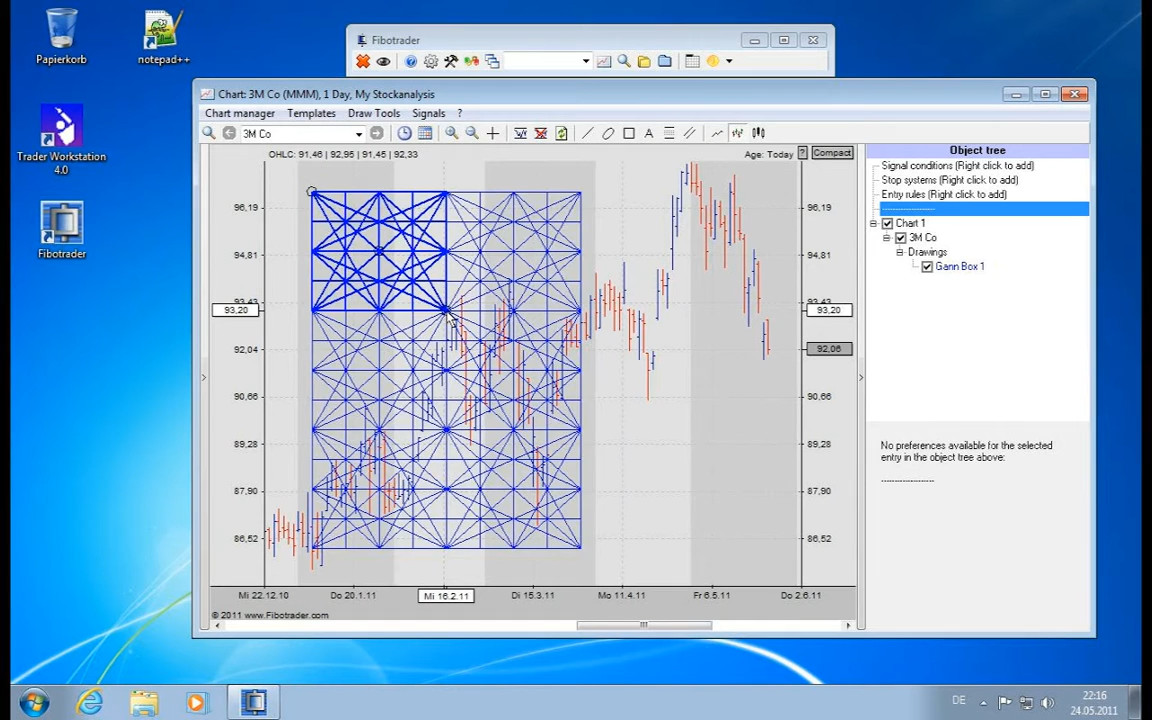 Papierkorb
notepad++
Trader Workstation
4.0
Fibotrader
Fibotrader
Chart: 3M Co (MMM), 1 Day, My Stockanalysis
Chart manager Templates Draw Tools Signals ?
3M Co
A
OHLC: 91,46 | 92,95 | 91,45 | 92,33
Age: Today ? Compact
96,19 96,19
94,81 94,81
93,43
93,20 93,20
92,04 92,06
90,66 90,66
89,28 89,28
87,90 87,90
86,52 86,52
Mi 22.12.10 Do 20.1.11 Mi 16.2.11 Di 15.3.11 Mo 11.4.11 Fr 6.5.11 Do 2.6.11
© 2011 www.Fibotrader.com
Object tree
Signal conditions (Right click to add)
Stop systems (Right click to add)
Entry rules (Right click to add)
--------------------
Chart 1
3M Co
Drawings
Gann Box 1
No preferences available for the selected
entry in the object tree above:
--------------------
DE
22:16
24.05.2011